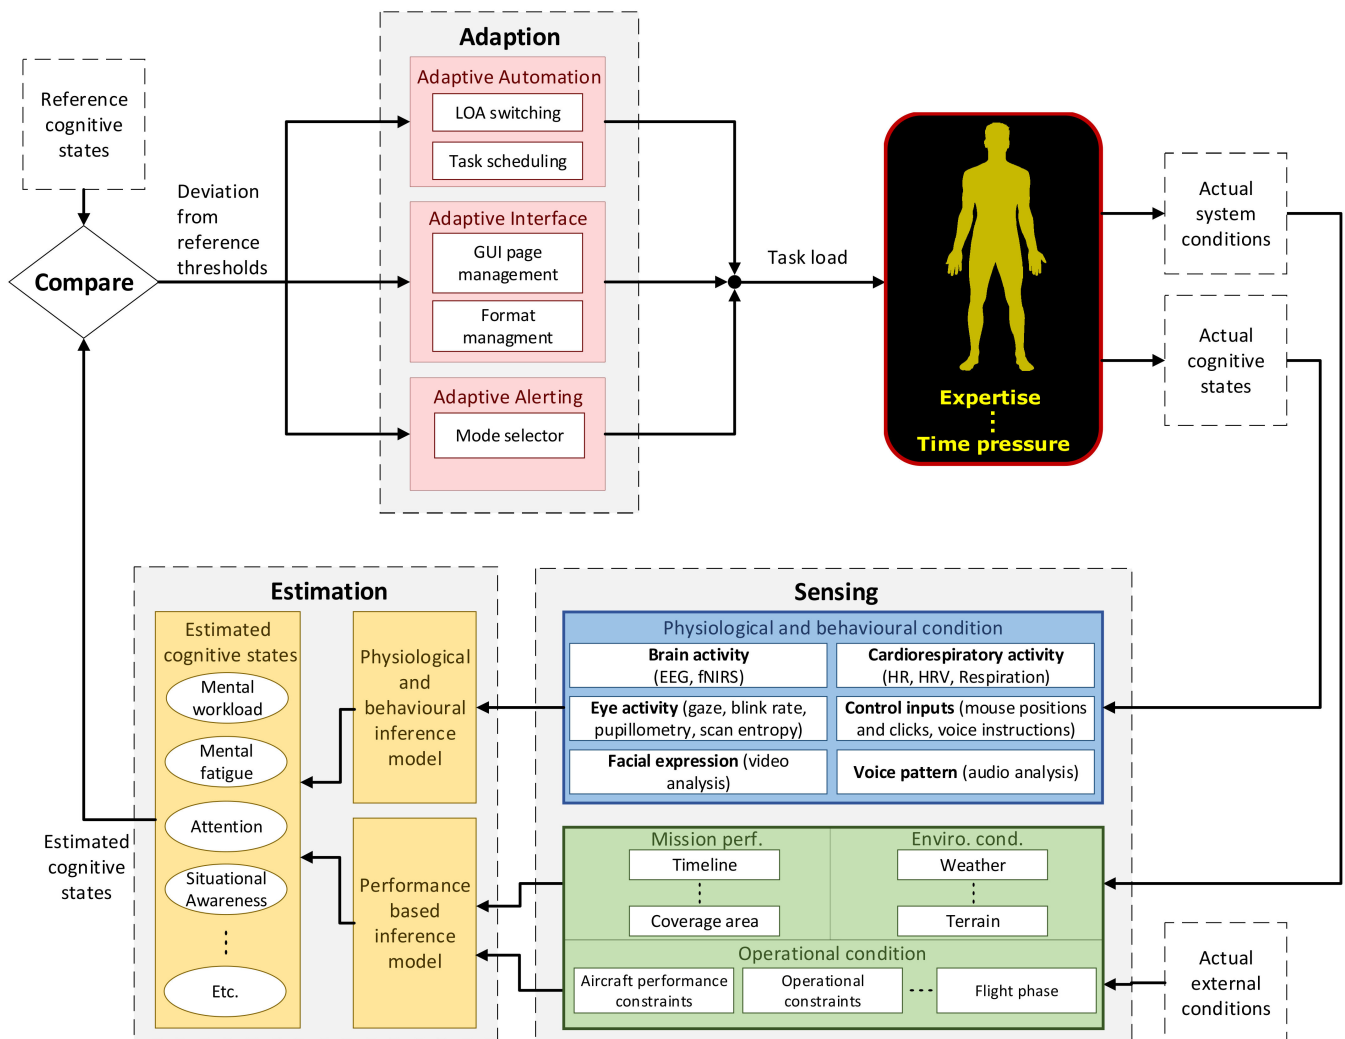 Adaption
Reference
cognitive
states
Compare
Deviation
from
reference
thresholds
Adaptive Automation
LOA switching
Task scheduling
Adaptive Interface
GUI page
management
Format
managment
Adaptive Alerting
Mode selector
Task load
Expertise
Time pressure
Actual
system
conditions
Actual
cognitive
states
Estimation
Estimated
cognitive states
Mental
workload
Mental
fatigue
Attention
Situational
Awareness
Etc.
Physiological
and
behavioural
inference
model
Performance
based
inference
model
Estimated
cognitive
states
Sensing
Physiological and behavioural condition
Brain activity
(EEG, fNIRS)
Cardiorespiratory activity
(HR, HRV, Respiration)
Eye activity (gaze, blink rate,
pupillometry, scan entropy)
Control inputs (mouse positions
and clicks, voice instructions)
Facial expression (video
analysis)
Voice pattern (audio analysis)
Mission perf.
Timeline
Coverage area
Enviro. cond.
Weather
Terrain
Operational condition
Aircraft performance
constraints
Operational
constraints
Flight phase
Actual
external
conditions